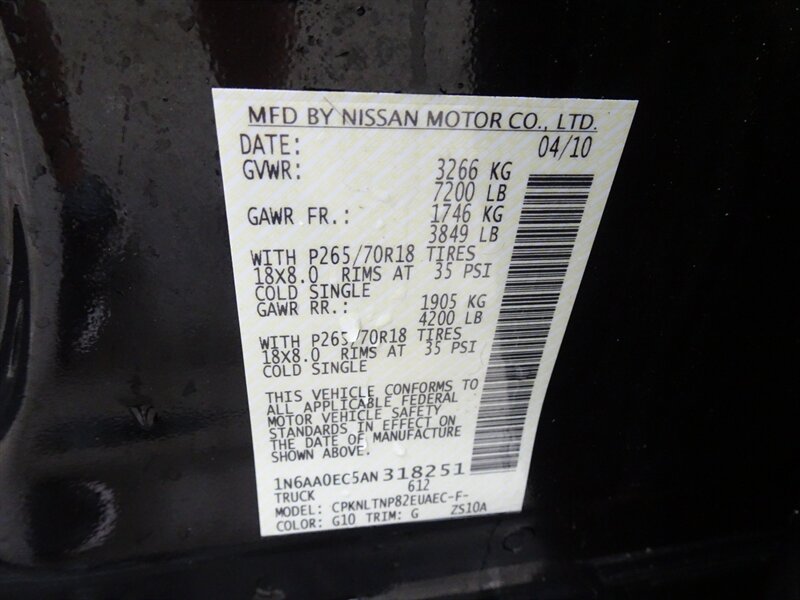 MFD BY NISSAN MOTOR CO., LTD.
DATE: 04/10
GVWR: 3266 KG
7200 LB
GAWR FR.: 1746 KG
3849 LB
WITH P265/70R18 TIRES
18X8.0 RIMS AT 35 PSI
COLD SINGLE
GAWR RR.: 1905 KG
4200 LB
WITH P265/70R18 TIRES
18X8.0 RIMS AT 35 PSI
COLD SINGLE
THIS VEHICLE CONFORMS TO
ALL APPLICABLE FEDERAL
MOTOR VEHICLE SAFETY
STANDARDS IN EFFECT ON
THE DATE OF MANUFACTURE
SHOWN ABOVE.
1N6AA0EC5AN318251
TRUCK 612
MODEL: CPKNLTNP82EUAEC-F-
COLOR: G10 TRIM: G ZS10A